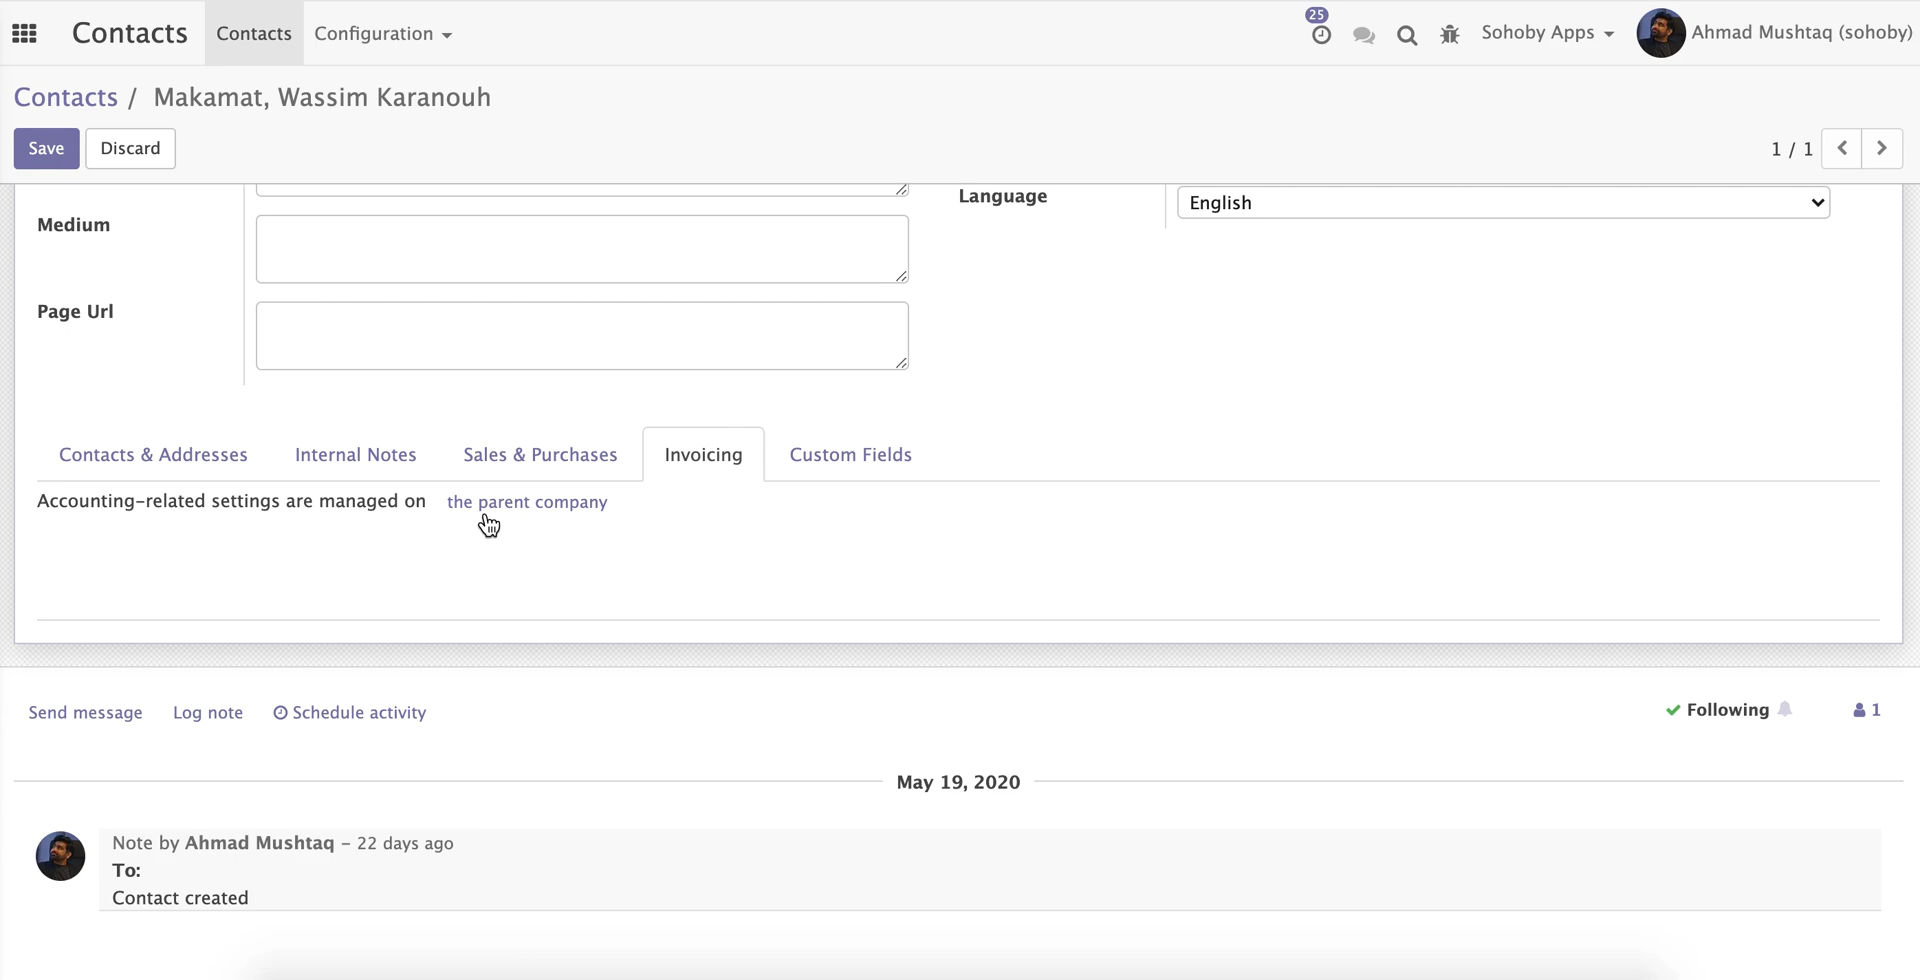 Contacts Contacts Configuration 25 Sohoby Apps Ahmad Mushtaq (sohoby)
Contacts / Makamat, Wassim Karanouh
Save Discard 1 / 1
Language English
Medium
Page Url
Contacts & Addresses Internal Notes Sales & Purchases Invoicing Custom Fields
Accounting-related settings are managed on the parent company
Send message Log note Schedule activity Following 1
May 19, 2020
Note by Ahmad Mushtaq - 22 days ago
To:
Contact created